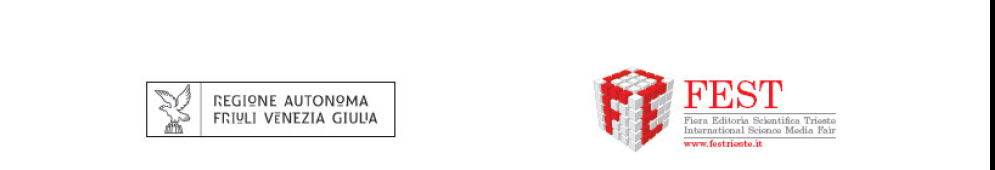 REGIONE AUTONOMA
FRIULI VENEZIA GIULIA
FEST
Fiera Editoria Scientifica Trieste
International Science Media Fair
www.festrieste.it